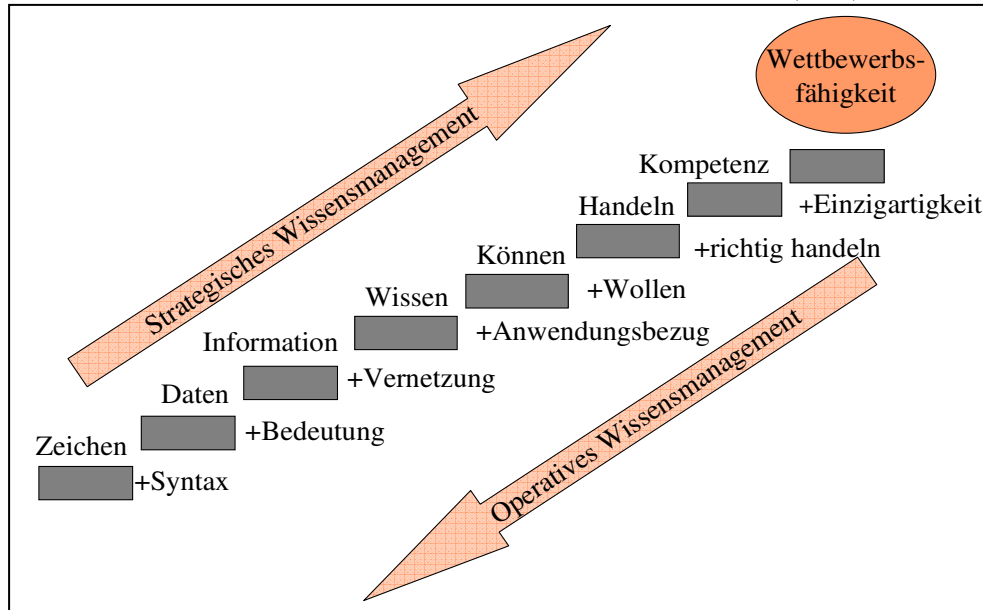 Wettbewerbs-
fähigkeit
Strategisches Wissensmanagement
Kompetenz
+Einzigartigkeit
Handeln
+richtig handeln
Können
+Wollen
Wissen
+Anwendungsbezug
Information
+Vernetzung
Daten
+Bedeutung
Zeichen
+Syntax
Operatives Wissensmanagement